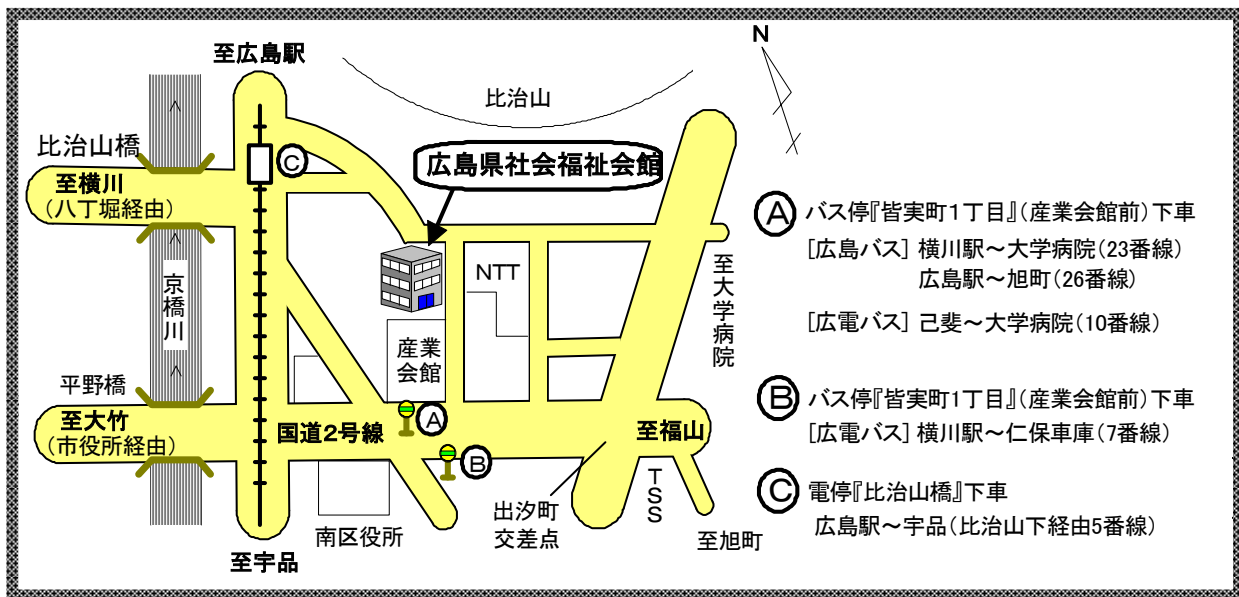 至広島駅
N
比治山
比治山橋
Ⓒ
広島県社会福祉会館
至横川
（八丁堀経由）
京橋川
NTT
至大学病院
産業
会館
平野橋
至大竹
（市役所経由）
国道２号線
Ⓐ
Ⓑ
至福山
TSS
南区役所
出汐町
交差点
至旭町
至宇品
Ⓐ バス停『皆実町１丁目』（産業会館前）下車
［広島バス］ 横川駅～大学病院（23番線）
広島駅～旭町（26番線）
［広電バス］ 己斐～大学病院（10番線）
Ⓑ バス停『皆実町１丁目』（産業会館前）下車
［広電バス］ 横川駅～仁保車庫（7番線）
Ⓒ 電停『比治山橋』下車
広島駅～宇品（比治山下経由5番線）